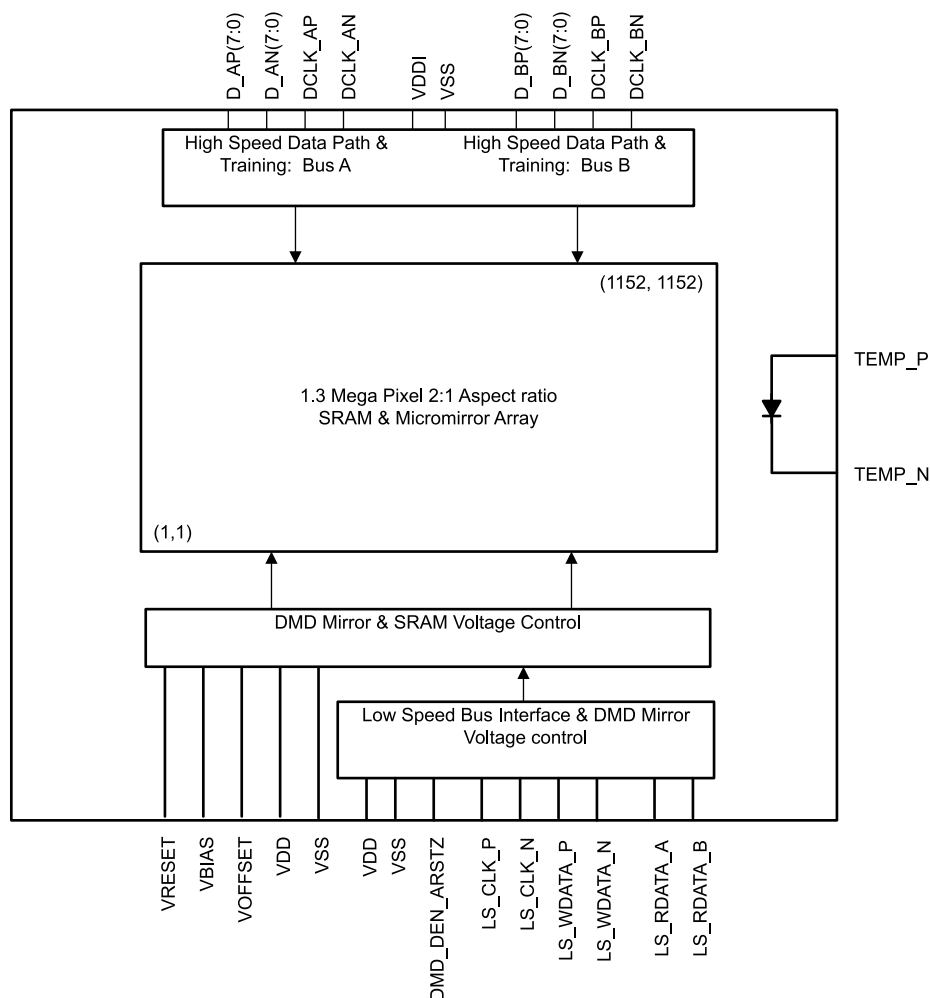 D_AP(7:0)
D_AN(7:0)
DCLK_AP
DCLK_AN
VDDI
VSS
D_BP(7:0)
D_BN(7:0)
DCLK_BP
DCLK_BN
High Speed Data Path &
Training: Bus A
High Speed Data Path &
Training: Bus B
(1152, 1152)
1.3 Mega Pixel 2:1 Aspect ratio
SRAM & Micromirror Array
(1,1)
TEMP_P
TEMP_N
DMD Mirror & SRAM Voltage Control
Low Speed Bus Interface & DMD Mirror
Voltage control
VRESET
VBIAS
VOFFSET
VDD
VSS
VDD
VSS
DMD_DEN_ARSTZ
LS_CLK_P
LS_CLK_N
LS_WDATA_P
LS_WDATA_N
LS_RDATA_A
LS_RDATA_B